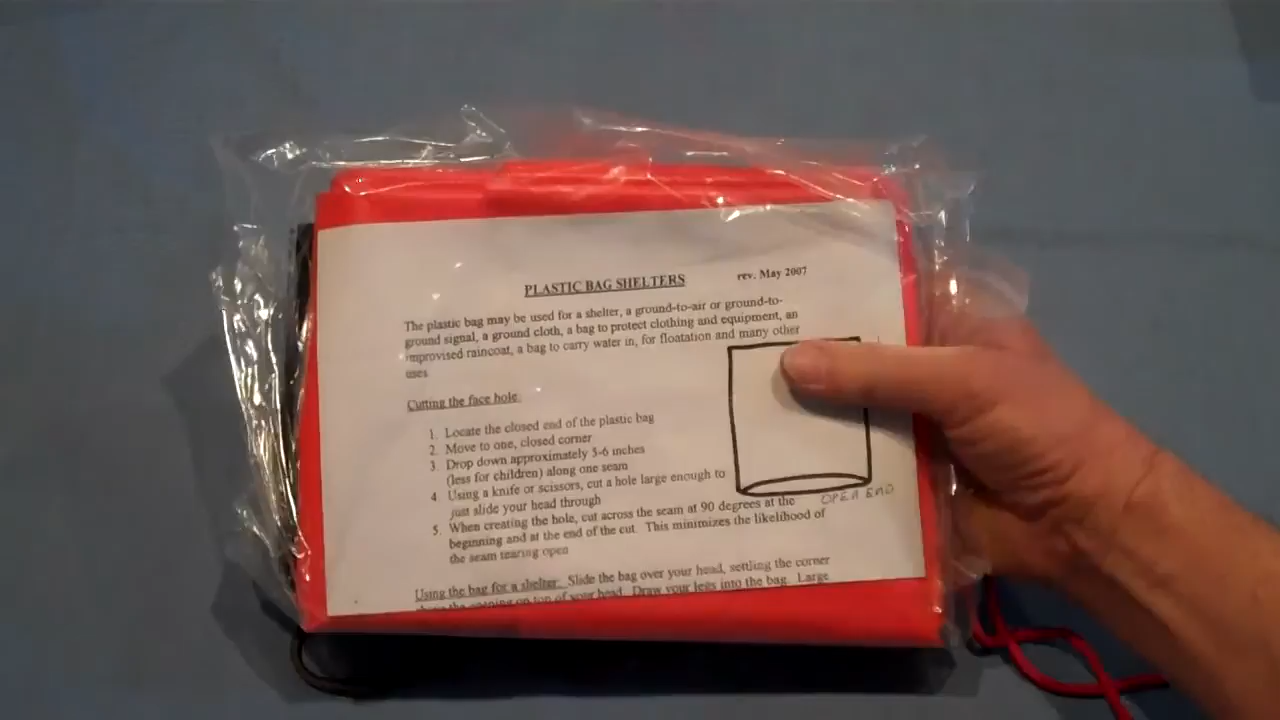 PLASTIC BAG SHELTERS rev. May 2007
The plastic bag may be used for a shelter, a ground-to-air or ground-to-
ground signal, a ground cloth, a bag to protect clothing and equipment, an
improvised raincoat, a bag to carry water in, for floatation and many other
uses
Cutting the face hole
1. Locate the closed end of the plastic bag
2. Move to one, closed corner
3. Drop down approximately 5-6 inches
(less for children) along one seam
4. Using a knife or scissors, cut a hole large enough to
just slide your head through
5. When creating the hole, cut across the seam at 90 degrees at the
beginning and at the end of the cut. This minimizes the likelihood of
the seam tearing open
OPEN END
Using the bag for a shelter. Slide the bag over your head, settling the corner
opening on top of your head. Draw your legs into the bag. Large